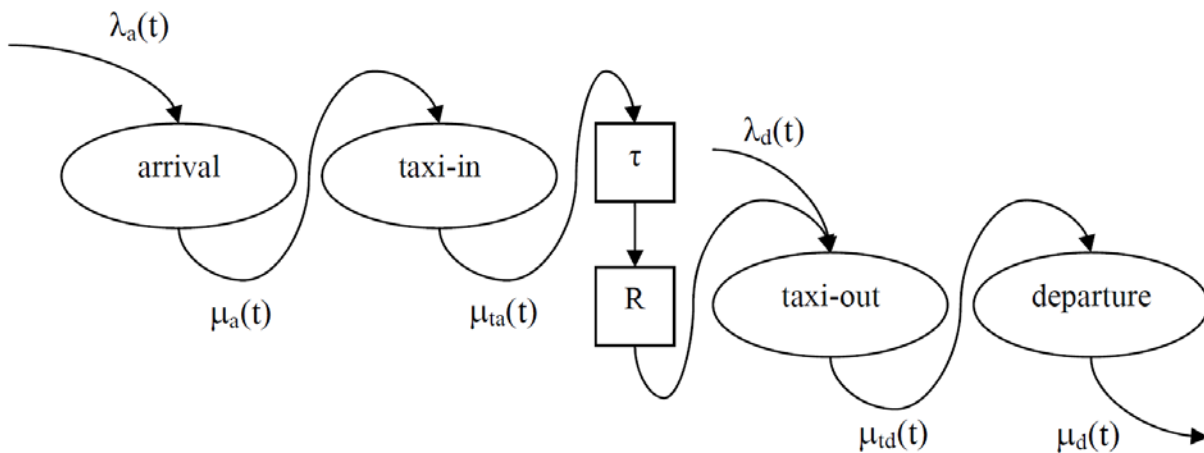 λa(t)
arrival
μa(t)
taxi-in
μta(t)
τ
R
λd(t)
taxi-out
μtd(t)
departure
μd(t)